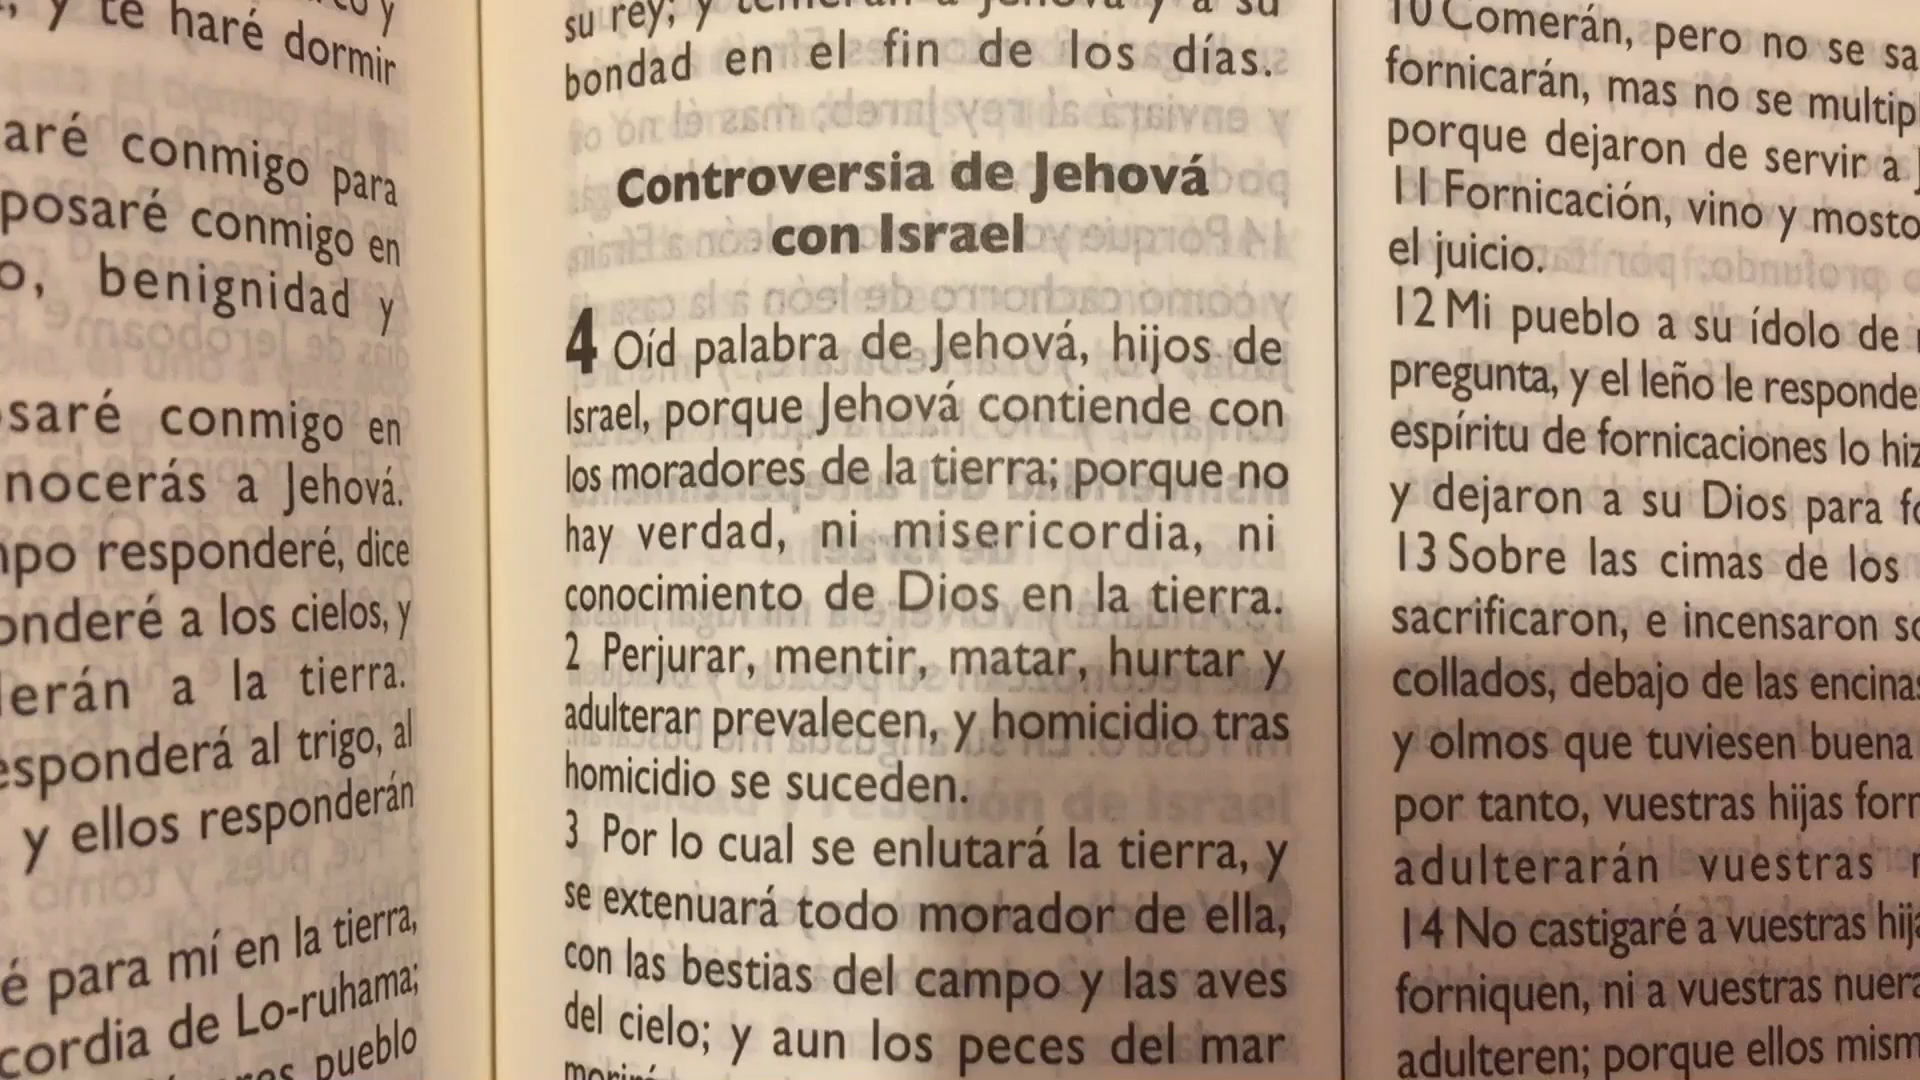 y te haré dormir
aré conmigo para
posaré conmigo en
o, benignidad y
saré conmigo en
nocerás a Jehová.
mpo responderé, dice
onderé a los cielos, y
derán a la tierra.
esponderá al trigo, al
y ellos responderán
é para mí en la tierra,
cordia de Lo-ruhama;
pueblo
su rey; y temerán a Jehová y a su
bondad en el fin de los días.
Controversia de Jehová
con Israel
4 Oíd palabra de Jehová, hijos de
Israel, porque Jehová contiende con
los moradores de la tierra; porque no
hay verdad, ni misericordia, ni
conocimiento de Dios en la tierra.
2 Perjurar, mentir, matar, hurtar y
adulterar prevalecen, y homicidio tras
homicidio se suceden.
3 Por lo cual se enlutará la tierra, y
se extenuará todo morador de ella,
con las bestias del campo y las aves
del cielo; y aun los peces del mar
10 Comerán, pero no se sa
fornicarán, mas no se multip
porque dejaron de servir a J
11 Fornicación, vino y mosto
el juicio.
12 Mi pueblo a su ídolo de
pregunta, y el leño le responde
espíritu de fornicaciones lo hiz
y dejaron a su Dios para fo
13 Sobre las cimas de los
sacrificaron, e incensaron so
collados, debajo de las encinas
y olmos que tuviesen buena
por tanto, vuestras hijas forn
adulterarán vuestras
14 No castigaré a vuestras hija
forniquen, ni a vuestras nuera
adulteren; porque ellos mism